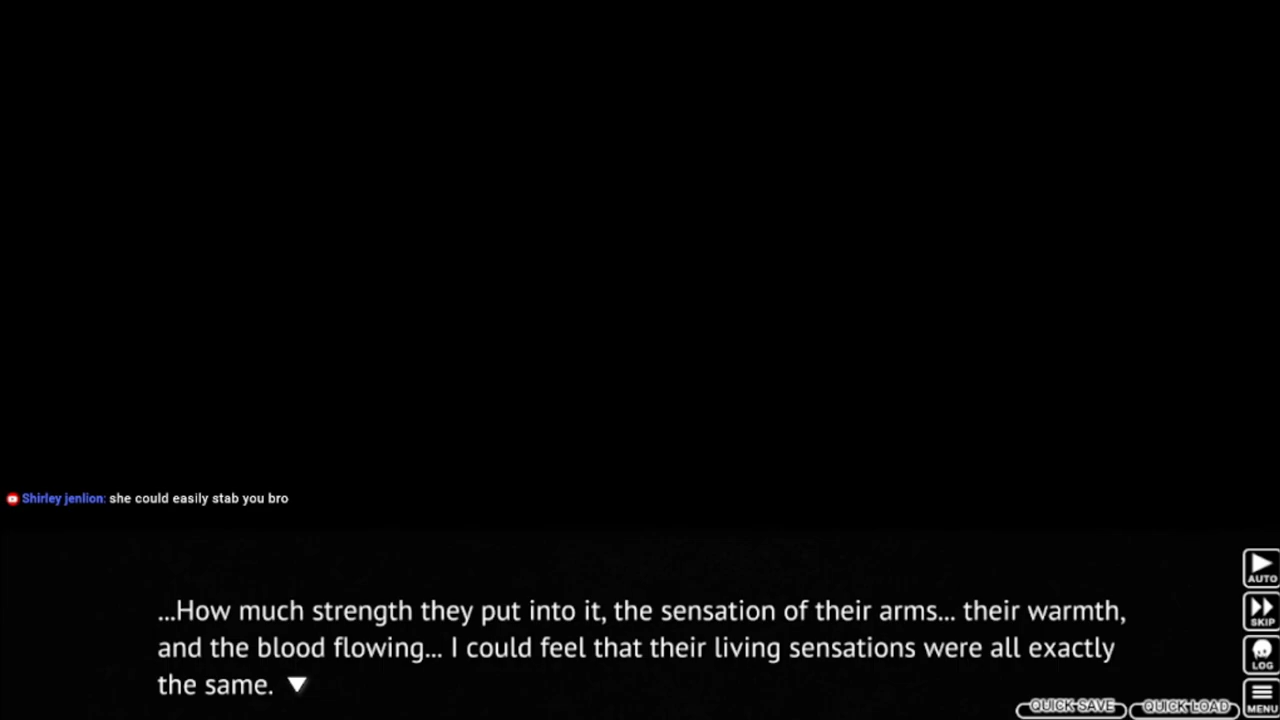 Shirley jenlion: she could easily stab you bro
...How much strength they put into it, the sensation of their arms... their warmth,
and the blood flowing... I could feel that their living sensations were all exactly
the same.
AUTO
SKIP
LOG
MENU
QUICK SAVE
QUICK LOAD